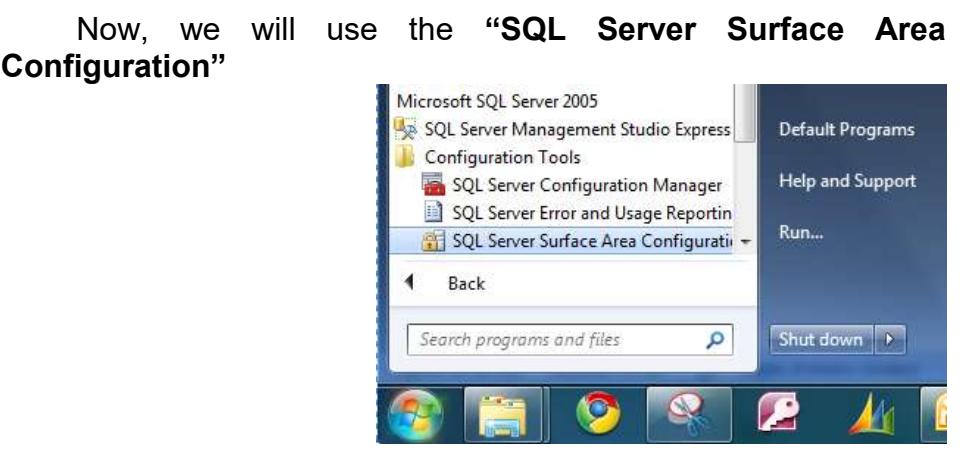 Now, we will use the “SQL Server Surface Area
Configuration”
Microsoft SQL Server 2005
SQL Server Management Studio Express
Configuration Tools
SQL Server Configuration Manager
SQL Server Error and Usage Reportin
SQL Server Surface Area Configurati
Back
Search programs and files
Default Programs
Help and Support
Run...
Shut down